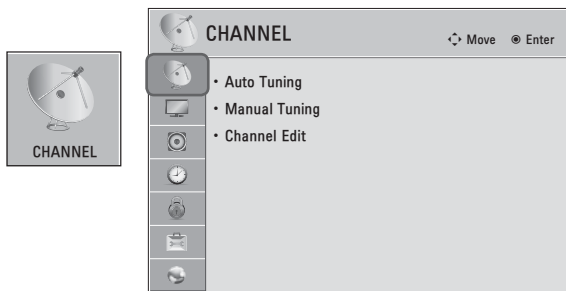 CHANNEL
CHANNEL Move Enter
• Auto Tuning
• Manual Tuning
• Channel Edit